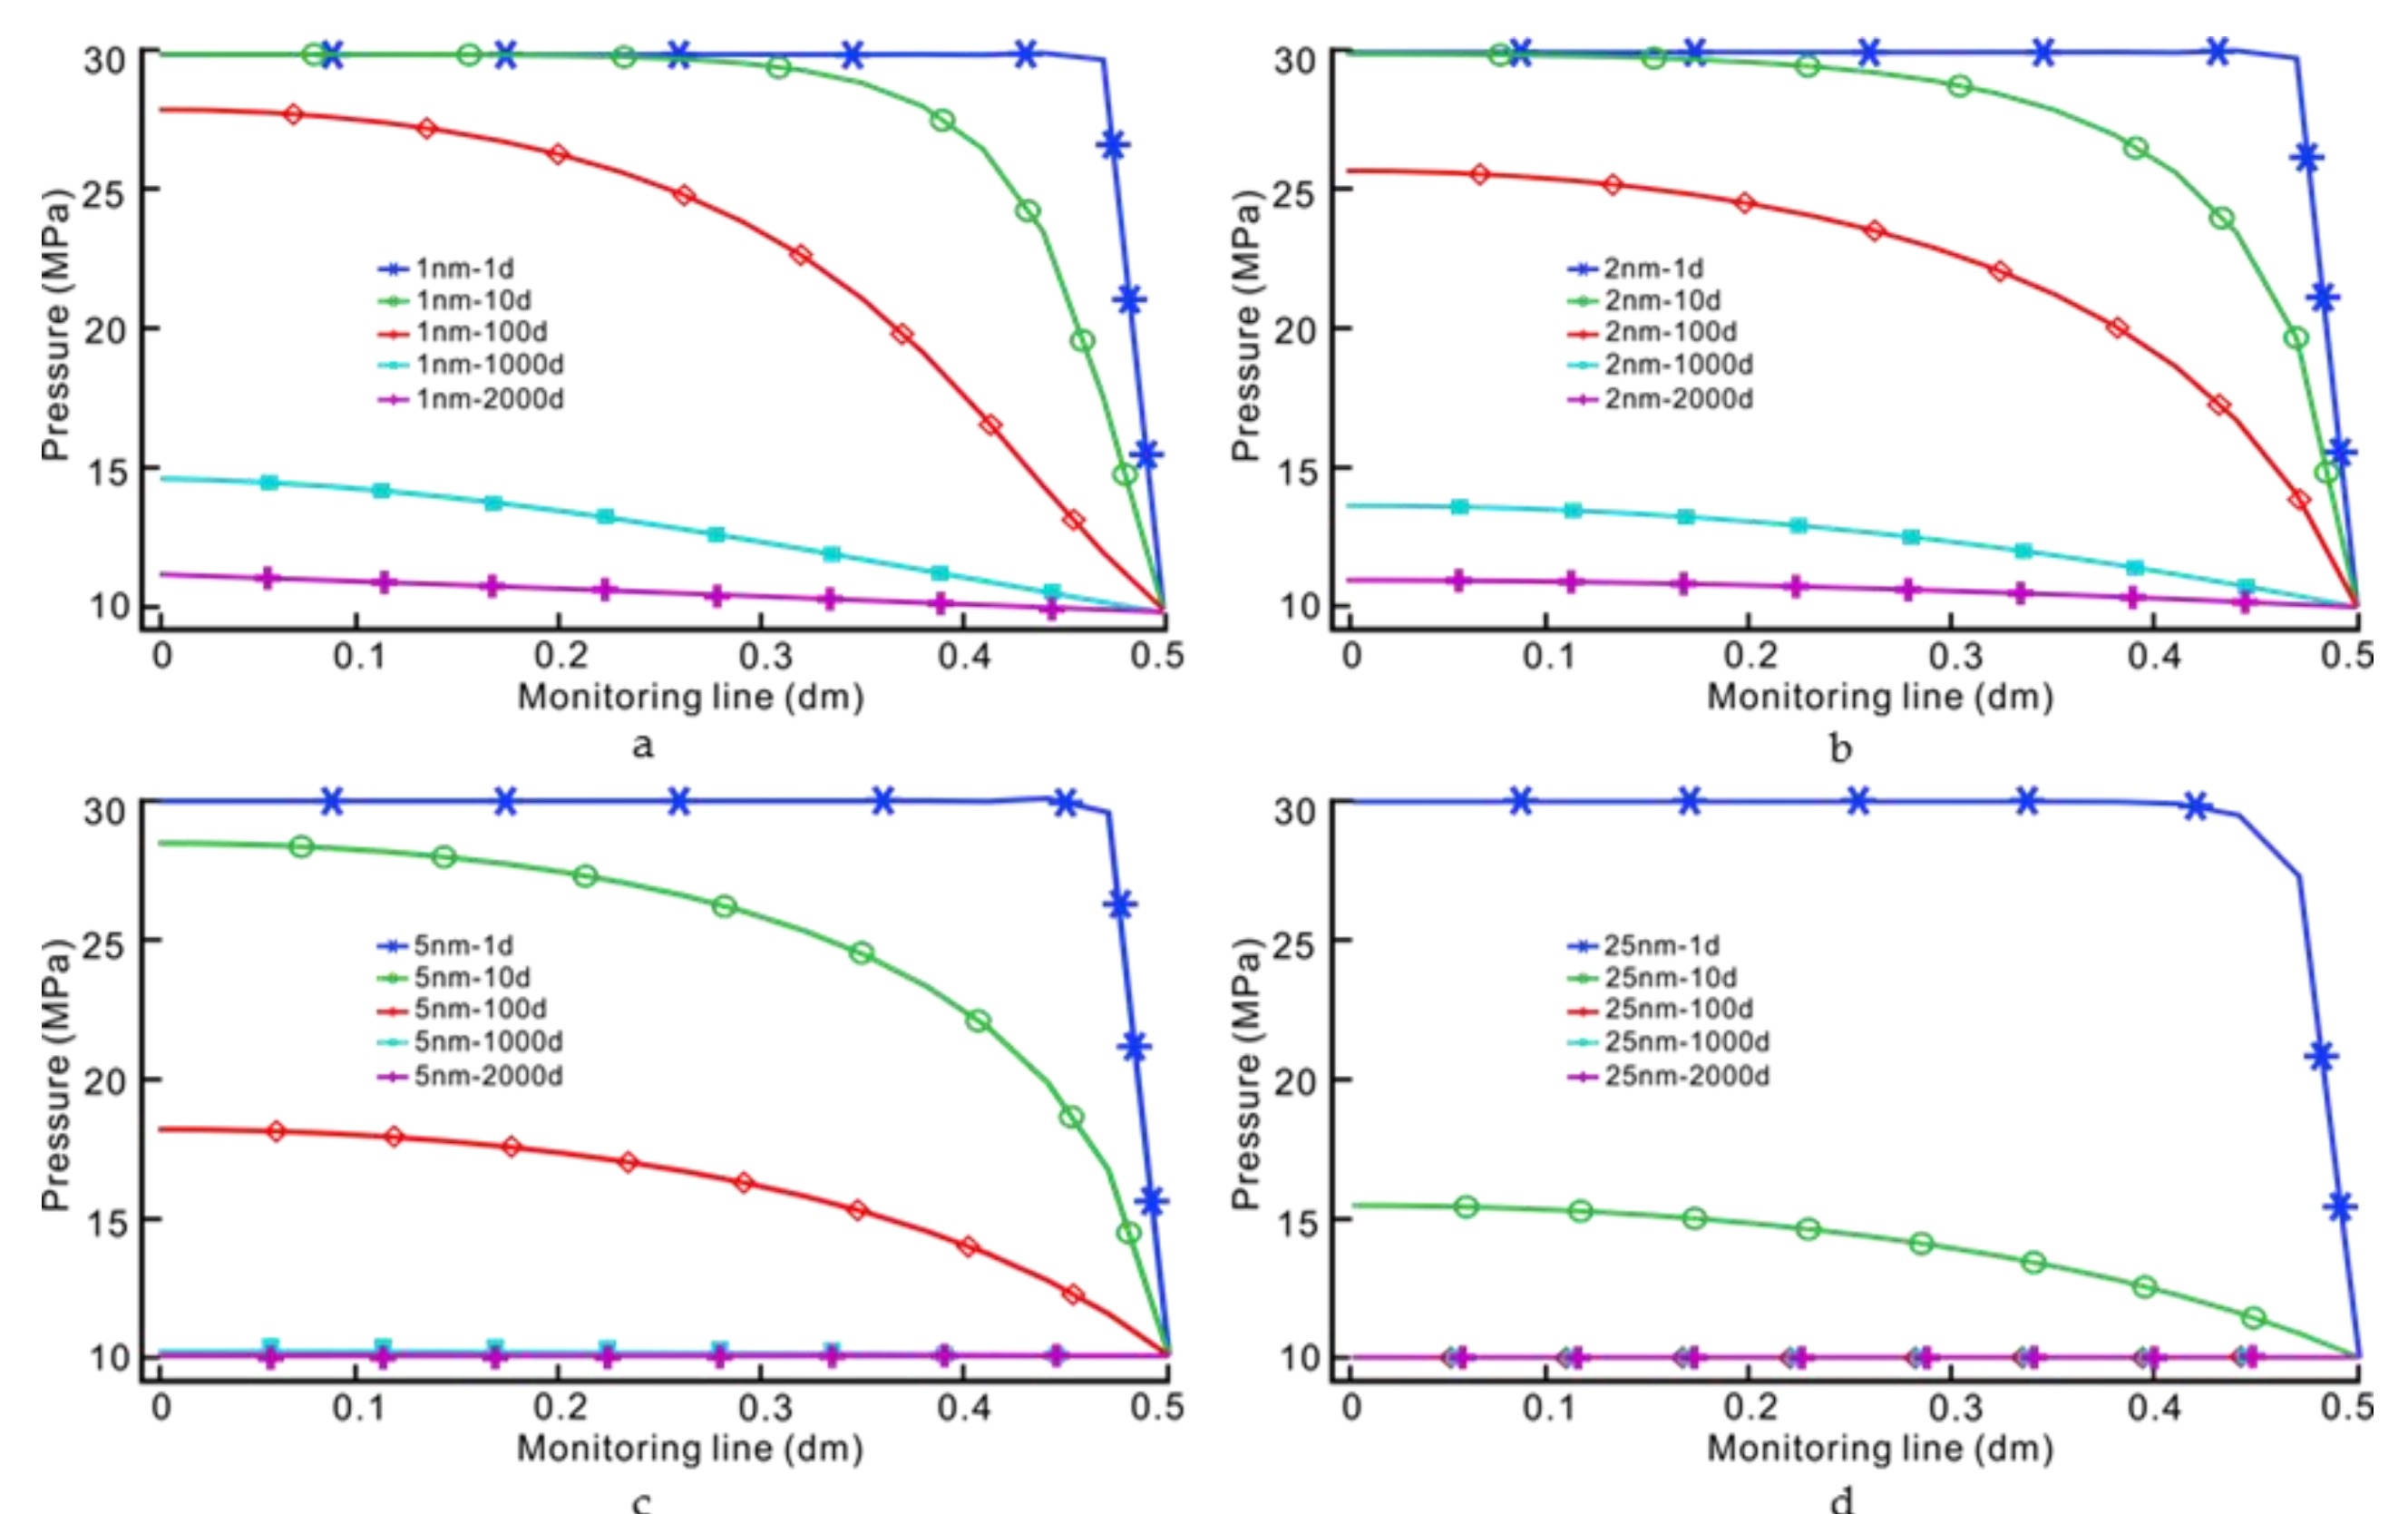 Pressure (MPa)
30
25
20
15
10
1nm-1d
1nm-10d
1nm-100d
1nm-1000d
1nm-2000d
0 0.1 0.2 0.3 0.4 0.5
Monitoring line (dm)
a
Pressure (MPa)
30
25
20
15
10
2nm-1d
2nm-10d
2nm-100d
2nm-1000d
2nm-2000d
0 0.1 0.2 0.3 0.4 0.5
Monitoring line (dm)
b
Pressure (MPa)
30
25
20
15
10
5nm-1d
5nm-10d
5nm-100d
5nm-1000d
5nm-2000d
0 0.1 0.2 0.3 0.4 0.5
Monitoring line (dm)
c
Pressure (MPa)
30
25
20
15
10
25nm-1d
25nm-10d
25nm-100d
25nm-1000d
25nm-2000d
0 0.1 0.2 0.3 0.4 0.5
Monitoring line (dm)
d